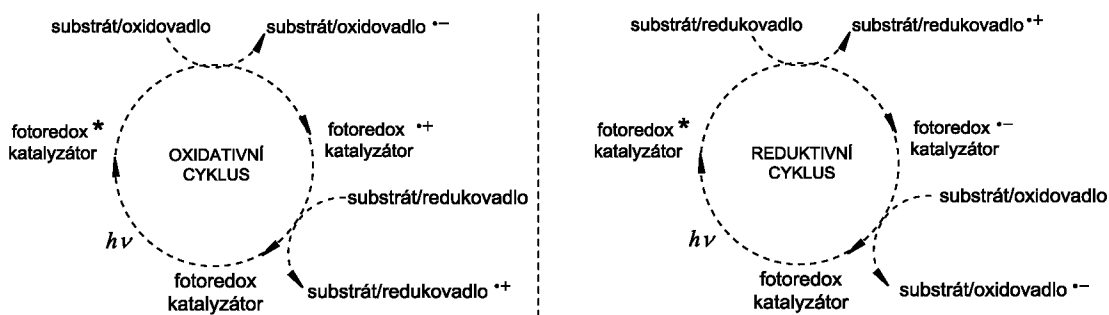 substrát/oxidovadlo
substrát/oxidovadlo •−
fotoredox *
katalyzátor
OXIDATIVNÍ
CYKLUS
fotoredox •+
katalyzátor
substrát/redukovadlo
hν
fotoredox
katalyzátor
substrát/redukovadlo •+
substrát/redukovadlo
substrát/redukovadlo •+
fotoredox *
katalyzátor
REDUKTIVNÍ
CYKLUS
fotoredox •−
katalyzátor
substrát/oxidovadlo
hν
fotoredox
katalyzátor
substrát/oxidovadlo •−